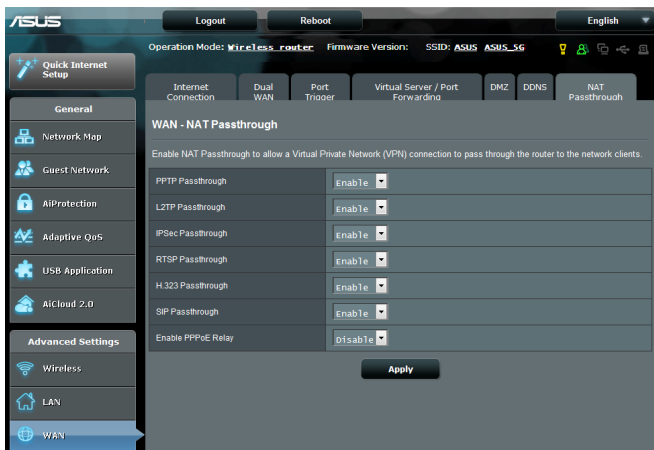 ASUS
Logout
Reboot
English
Operation Mode: Wireless router Firmware Version: SSID: ASUS ASUS_5G
Quick Internet
Setup
General
Network Map
Guest Network
AiProtection
Adaptive QoS
USB Application
AiCloud 2.0
Advanced Settings
Wireless
LAN
WAN
Internet
Connection
Dual
WAN
Port
Trigger
Virtual Server / Port
Forwarding
DMZ
DDNS
NAT
Passthrough
WAN - NAT Passthrough
Enable NAT Passthrough to allow a Virtual Private Network (VPN) connection to pass through the router to the network clients.
PPTP Passthrough Enable
L2TP Passthrough Enable
IPSec Passthrough Enable
RTSP Passthrough Enable
H.323 Passthrough Enable
SIP Passthrough Enable
Enable PPPoE Relay Disable
Apply